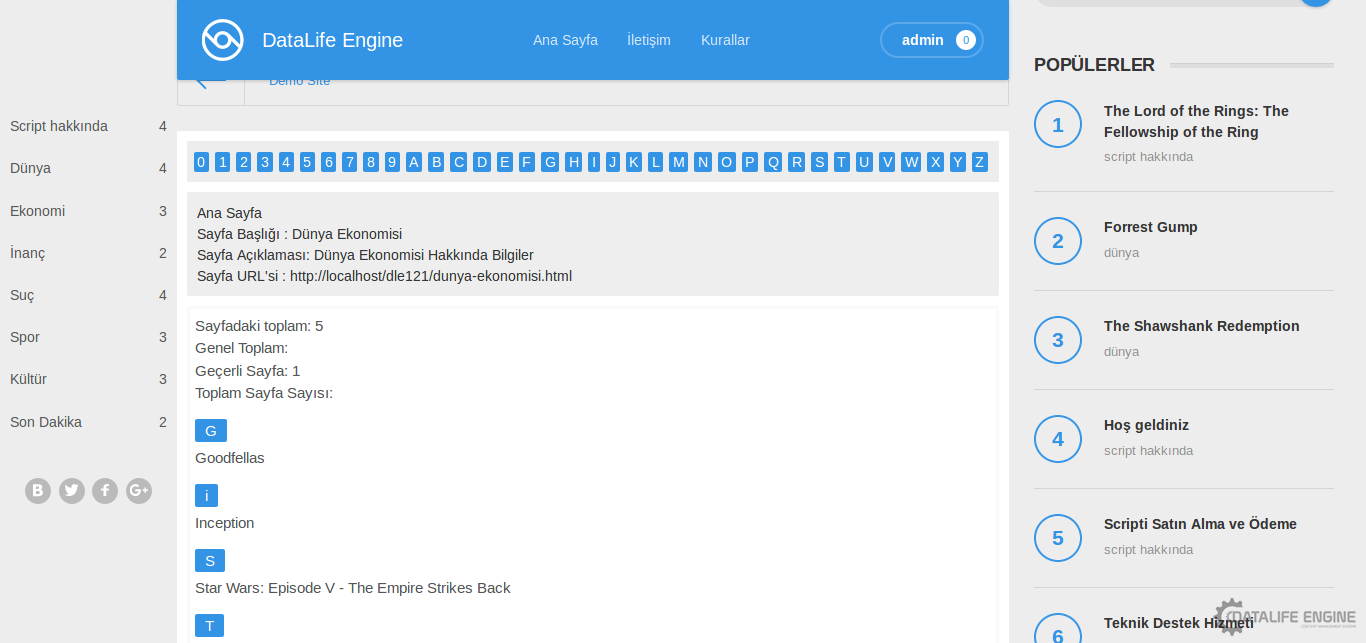 DataLife Engine
Ana Sayfa
İletişim
Kurallar
admin
0
Demo Site
Script hakkında 4
Dünya 4
Ekonomi 3
İnanç 2
Suç 4
Spor 3
Kültür 3
Son Dakika 2
B
G+
0 1 2 3 4 5 6 7 8 9 A B C D E F G H I J K L M N O P Q R S T U V W X Y Z
Ana Sayfa
Sayfa Başlığı : Dünya Ekonomisi
Sayfa Açıklaması: Dünya Ekonomisi Hakkında Bilgiler
Sayfa URL'si : http://localhost/dle121/dunya-ekonomisi.html
Sayfadaki toplam: 5
Genel Toplam:
Geçerli Sayfa: 1
Toplam Sayfa Sayısı:
G
Goodfellas
i
Inception
S
Star Wars: Episode V - The Empire Strikes Back
T
POPÜLERLER
1
The Lord of the Rings: The
Fellowship of the Ring
script hakkında
2
Forrest Gump
dünya
3
The Shawshank Redemption
dünya
4
Hoş geldiniz
script hakkında
5
Scripti Satın Alma ve Ödeme
script hakkında
6
Teknik Destek Hizmeti
DATALIFE ENGINE